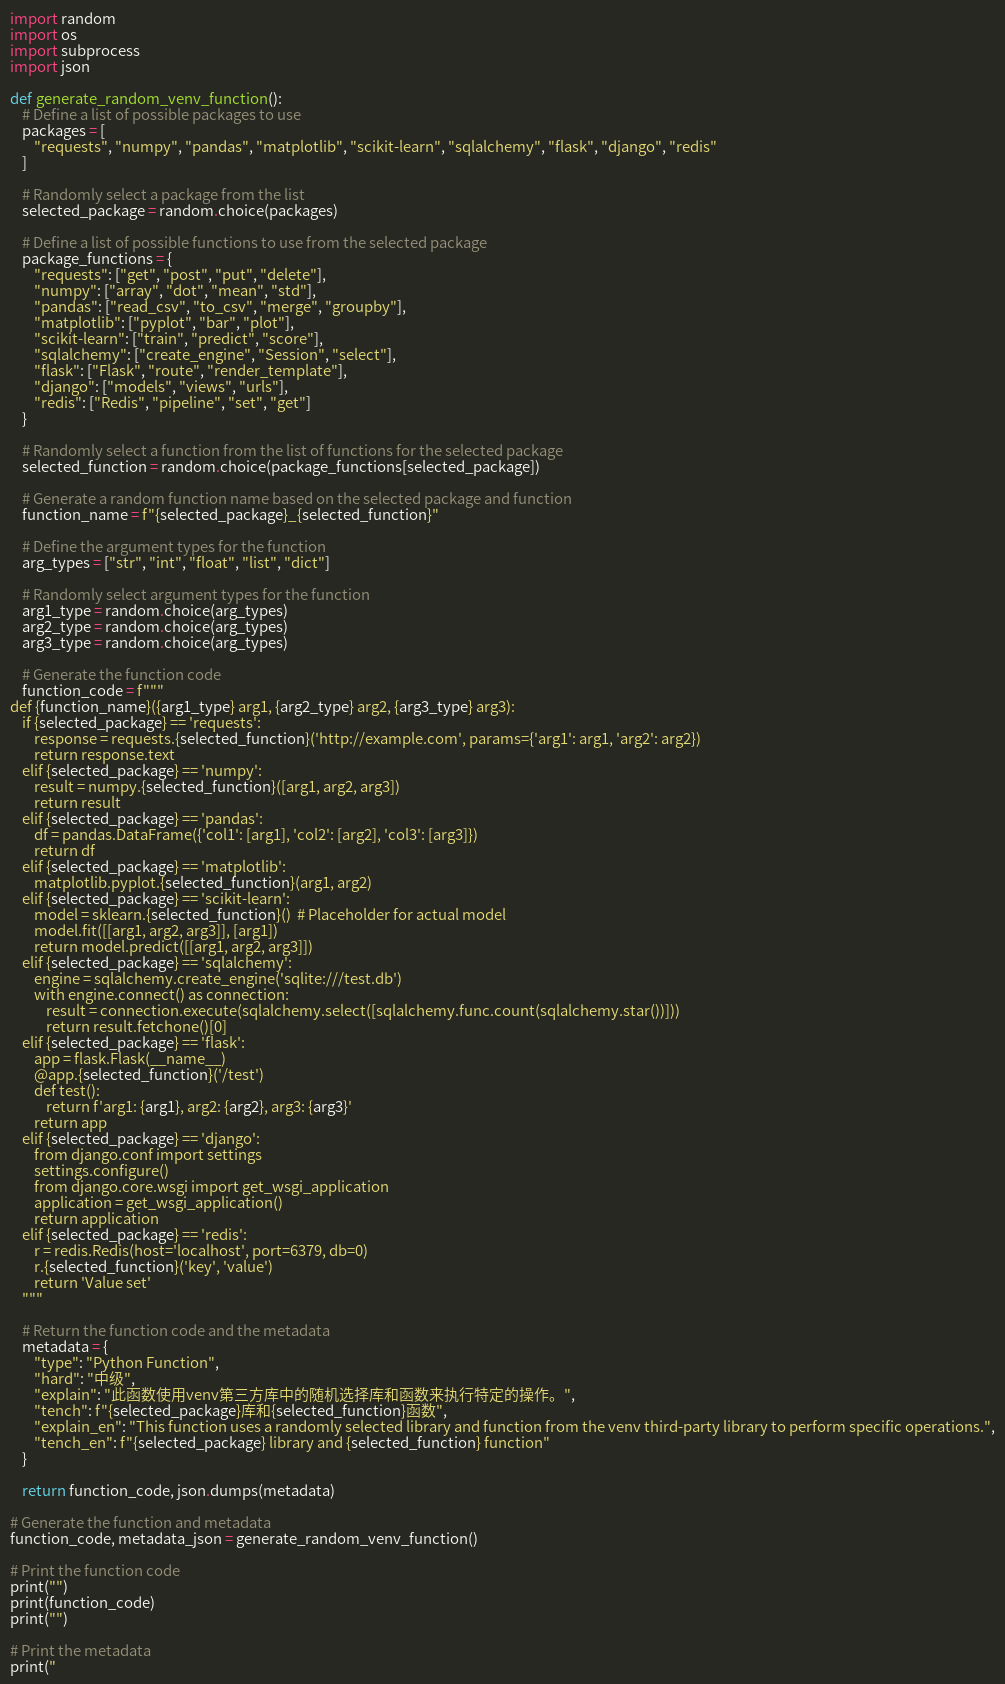 import random
import os
import subprocess
import json

def generate_random_venv_function():
    # Define a list of possible packages to use
    packages = [
        "requests", "numpy", "pandas", "matplotlib", "scikit-learn", "sqlalchemy", "flask", "django", "redis"
    ]

    # Randomly select a package from the list
    selected_package = random.choice(packages)

    # Define a list of possible functions to use from the selected package
    package_functions = {
        "requests": ["get", "post", "put", "delete"],
        "numpy": ["array", "dot", "mean", "std"],
        "pandas": ["read_csv", "to_csv", "merge", "groupby"],
        "matplotlib": ["pyplot", "bar", "plot"],
        "scikit-learn": ["train", "predict", "score"],
        "sqlalchemy": ["create_engine", "Session", "select"],
        "flask": ["Flask", "route", "render_template"],
        "django": ["models", "views", "urls"],
        "redis": ["Redis", "pipeline", "set", "get"]
    }

    # Randomly select a function from the list of functions for the selected package
    selected_function = random.choice(package_functions[selected_package])

    # Generate a random function name based on the selected package and function
    function_name = f"{selected_package}_{selected_function}"

    # Define the argument types for the function
    arg_types = ["str", "int", "float", "list", "dict"]

    # Randomly select argument types for the function
    arg1_type = random.choice(arg_types)
    arg2_type = random.choice(arg_types)
    arg3_type = random.choice(arg_types)

    # Generate the function code
    function_code = f"""
def {function_name}({arg1_type} arg1, {arg2_type} arg2, {arg3_type} arg3):
    if {selected_package} == 'requests':
        response = requests.{selected_function}('http://example.com', params={'arg1': arg1, 'arg2': arg2})
        return response.text
    elif {selected_package} == 'numpy':
        result = numpy.{selected_function}([arg1, arg2, arg3])
        return result
    elif {selected_package} == 'pandas':
        df = pandas.DataFrame({'col1': [arg1], 'col2': [arg2], 'col3': [arg3]})
        return df
    elif {selected_package} == 'matplotlib':
        matplotlib.pyplot.{selected_function}(arg1, arg2)
    elif {selected_package} == 'scikit-learn':
        model = sklearn.{selected_function}()  # Placeholder for actual model
        model.fit([[arg1, arg2, arg3]], [arg1])
        return model.predict([[arg1, arg2, arg3]])
    elif {selected_package} == 'sqlalchemy':
        engine = sqlalchemy.create_engine('sqlite:///test.db')
        with engine.connect() as connection:
            result = connection.execute(sqlalchemy.select([sqlalchemy.func.count(sqlalchemy.star())]))
            return result.fetchone()[0]
    elif {selected_package} == 'flask':
        app = flask.Flask(__name__)
        @app.{selected_function}('/test')
        def test():
            return f'arg1: {arg1}, arg2: {arg2}, arg3: {arg3}'
        return app
    elif {selected_package} == 'django':
        from django.conf import settings
        settings.configure()
        from django.core.wsgi import get_wsgi_application
        application = get_wsgi_application()
        return application
    elif {selected_package} == 'redis':
        r = redis.Redis(host='localhost', port=6379, db=0)
        r.{selected_function}('key', 'value')
        return 'Value set'
    """

    # Return the function code and the metadata
    metadata = {
        "type": "Python Function",
        "hard": "中级",
        "explain": "此函数使用venv第三方库中的随机选择库和函数来执行特定的操作。",
        "tench": f"{selected_package}库和{selected_function}函数",
        "explain_en": "This function uses a randomly selected library and function from the venv third-party library to perform specific operations.",
        "tench_en": f"{selected_package} library and {selected_function} function"
    }

    return function_code, json.dumps(metadata)

# Generate the function and metadata
function_code, metadata_json = generate_random_venv_function()

# Print the function code
print("")
print(function_code)
print("")

# Print the metadata
print("